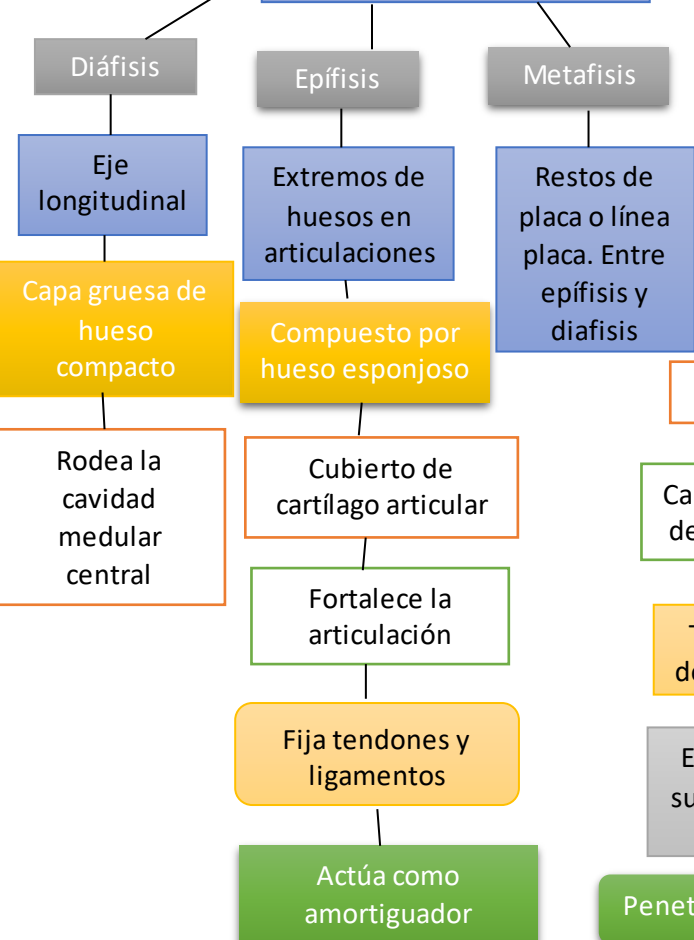 Diáfisis
Eje
longitudinal
Capa gruesa de
hueso
compacto
Rodea la
cavidad
medular
central
Epífisis
Extremos de
huesos en
articulaciones
Compuesto por
hueso esponjoso
Cubierto de
cartílago articular
Fortalece la
articulación
Fija tendones y
ligamentos
Actúa como
amortiguador
Metafisis
Restos de
placa o línea
placa. Entre
epífisis y
diafisis